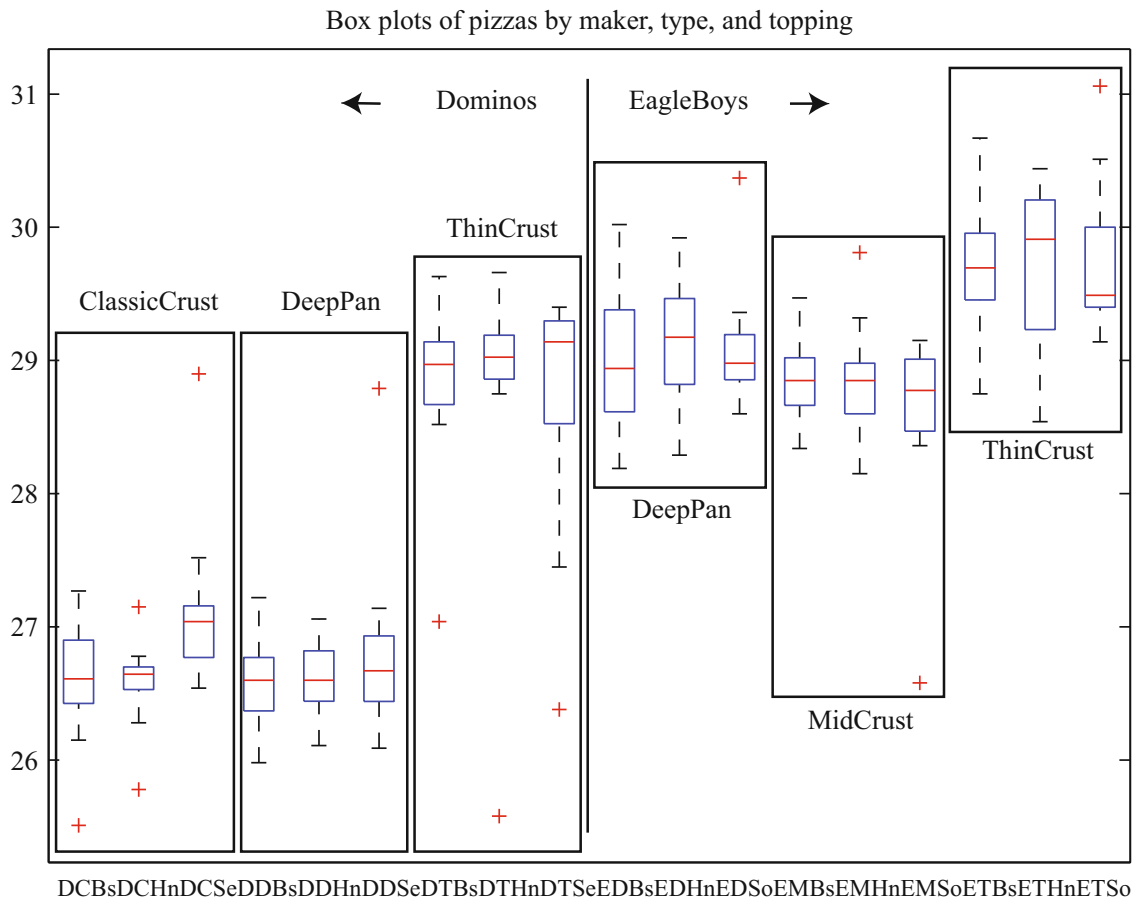 Box plots of pizzas by maker, type, and topping
31
30
29
28
27
26
Dominos
EagleBoys
ThinCrust
ClassicCrust
DeepPan
ThinCrust
DeepPan
MidCrust
DCBsDCHnDCSeDDBsDDHnDDSeDTBsDTHnDTSeEDBsEDHnEDSoEMBsEMHnEMSoETBsETHnETSo